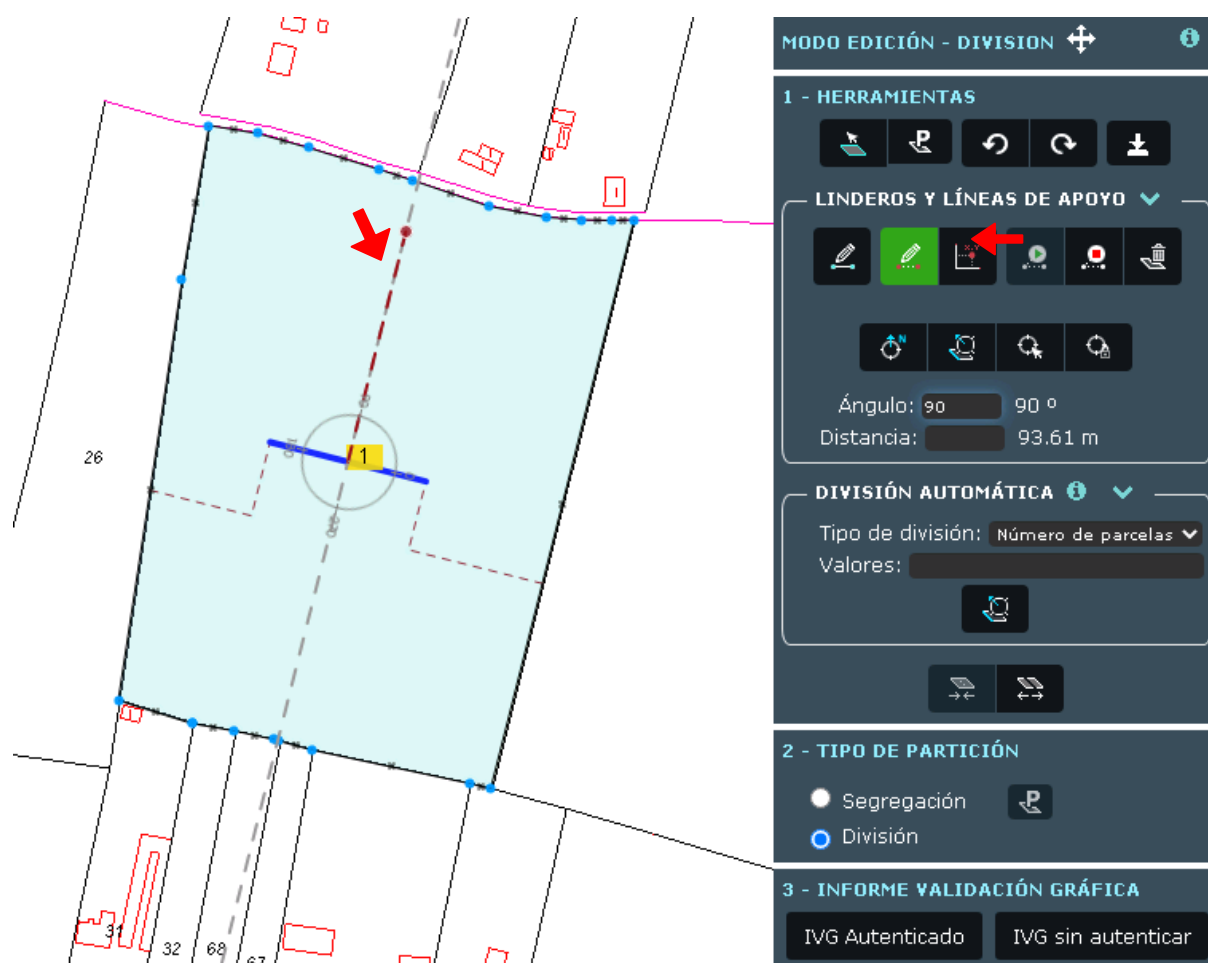 MODO EDICIÓN - DIVISION
1 - HERRAMIENTAS
LINDEROS Y LÍNEAS DE APOYO
X,Y
N
Ángulo: 90 90 º
Distancia: 93.61 m
DIVISIÓN AUTOMÁTICA
Tipo de división: Número de parcelas
Valores:
2 - TIPO DE PARTICIÓN
Segregación
División
3 - INFORME VALIDACIÓN GRÁFICA
IVG Autenticado IVG sin autenticar
26
1
31
32
68
67